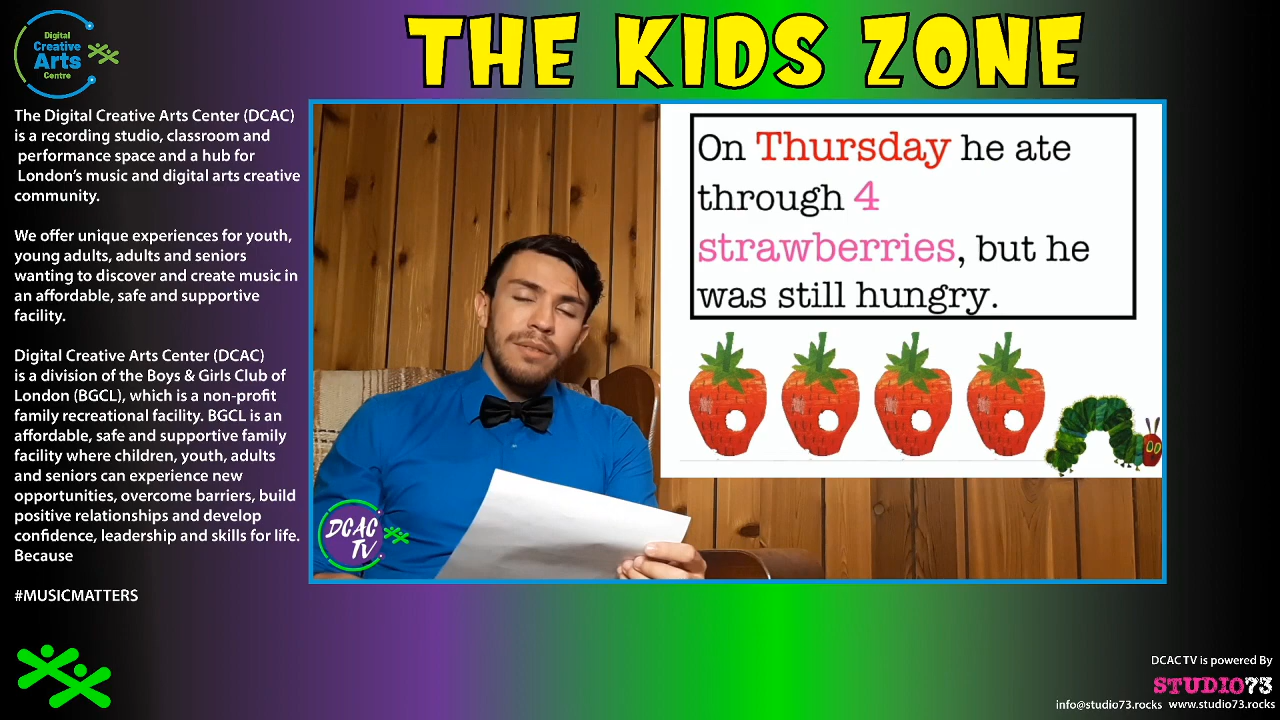 Digital
Creative
Arts
Centre
THE KIDS ZONE
The Digital Creative Arts Center (DCAC)
is a recording studio, classroom and
performance space and a hub for
London's music and digital arts creative
community.
We offer unique experiences for youth,
young adults, adults and seniors
wanting to discover and create music in
an affordable, safe and supportive
facility.
Digital Creative Arts Center (DCAC)
is a division of the Boys & Girls Club of
London (BGCL), which is a non-profit
family recreational facility. BGCL is an
affordable, safe and supportive family
facility where children, youth, adults
and seniors can experience new
opportunities, overcome barriers, build
positive relationships and develop
confidence, leadership and skills for life.
Because
#MUSICMATTERS
On Thursday he ate
through 4
strawberries, but he
was still hungry.
DCAC
TV
DCAC TV is powered By
STUDIO73
info@studio73.rocks www.studio73.rocks